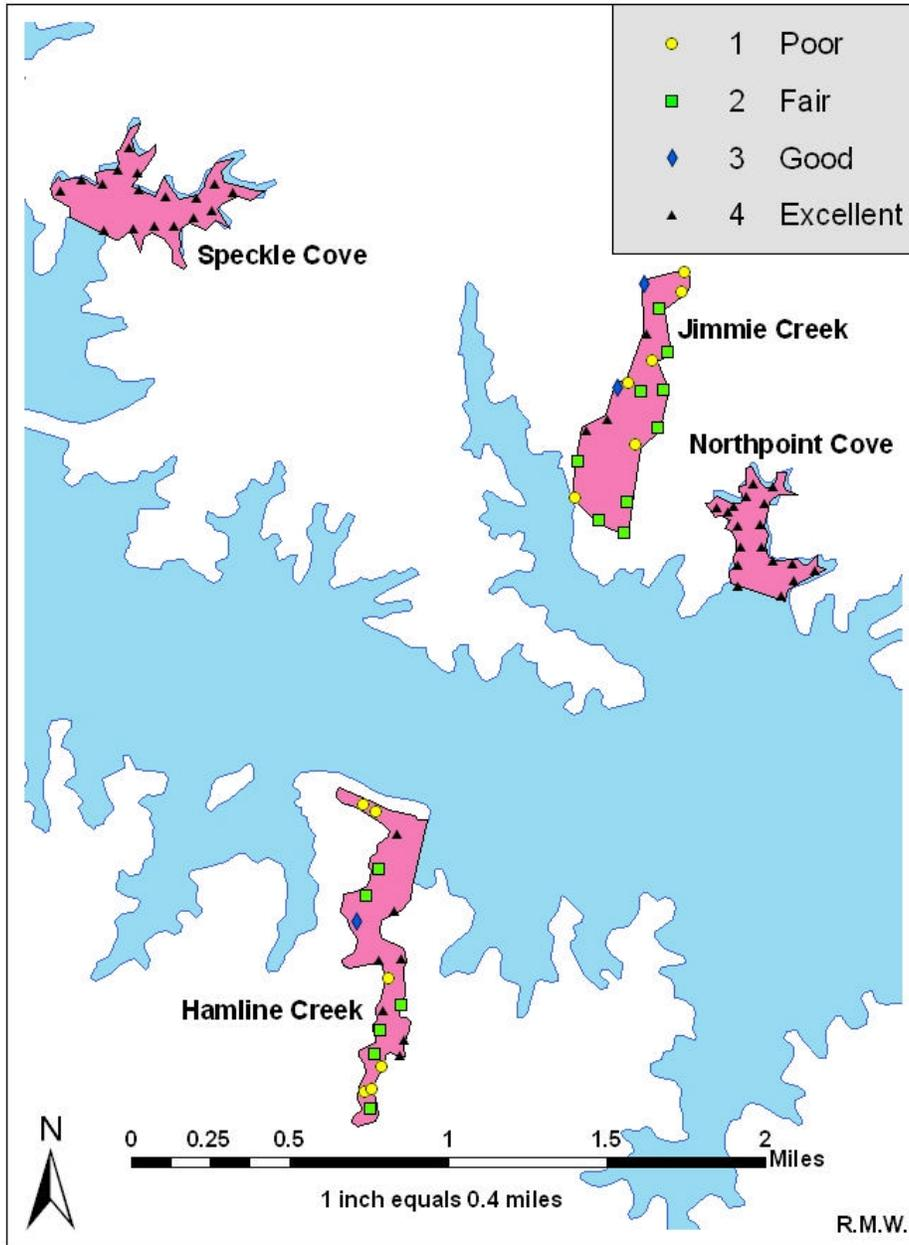 1 Poor
2 Fair
3 Good
4 Excellent
Speckle Cove
Jimmie Creek
Northpoint Cove
Hamline Creek
N
0 0.25 0.5 1 1.5 2
Miles
1 inch equals 0.4 miles
R.M.W.